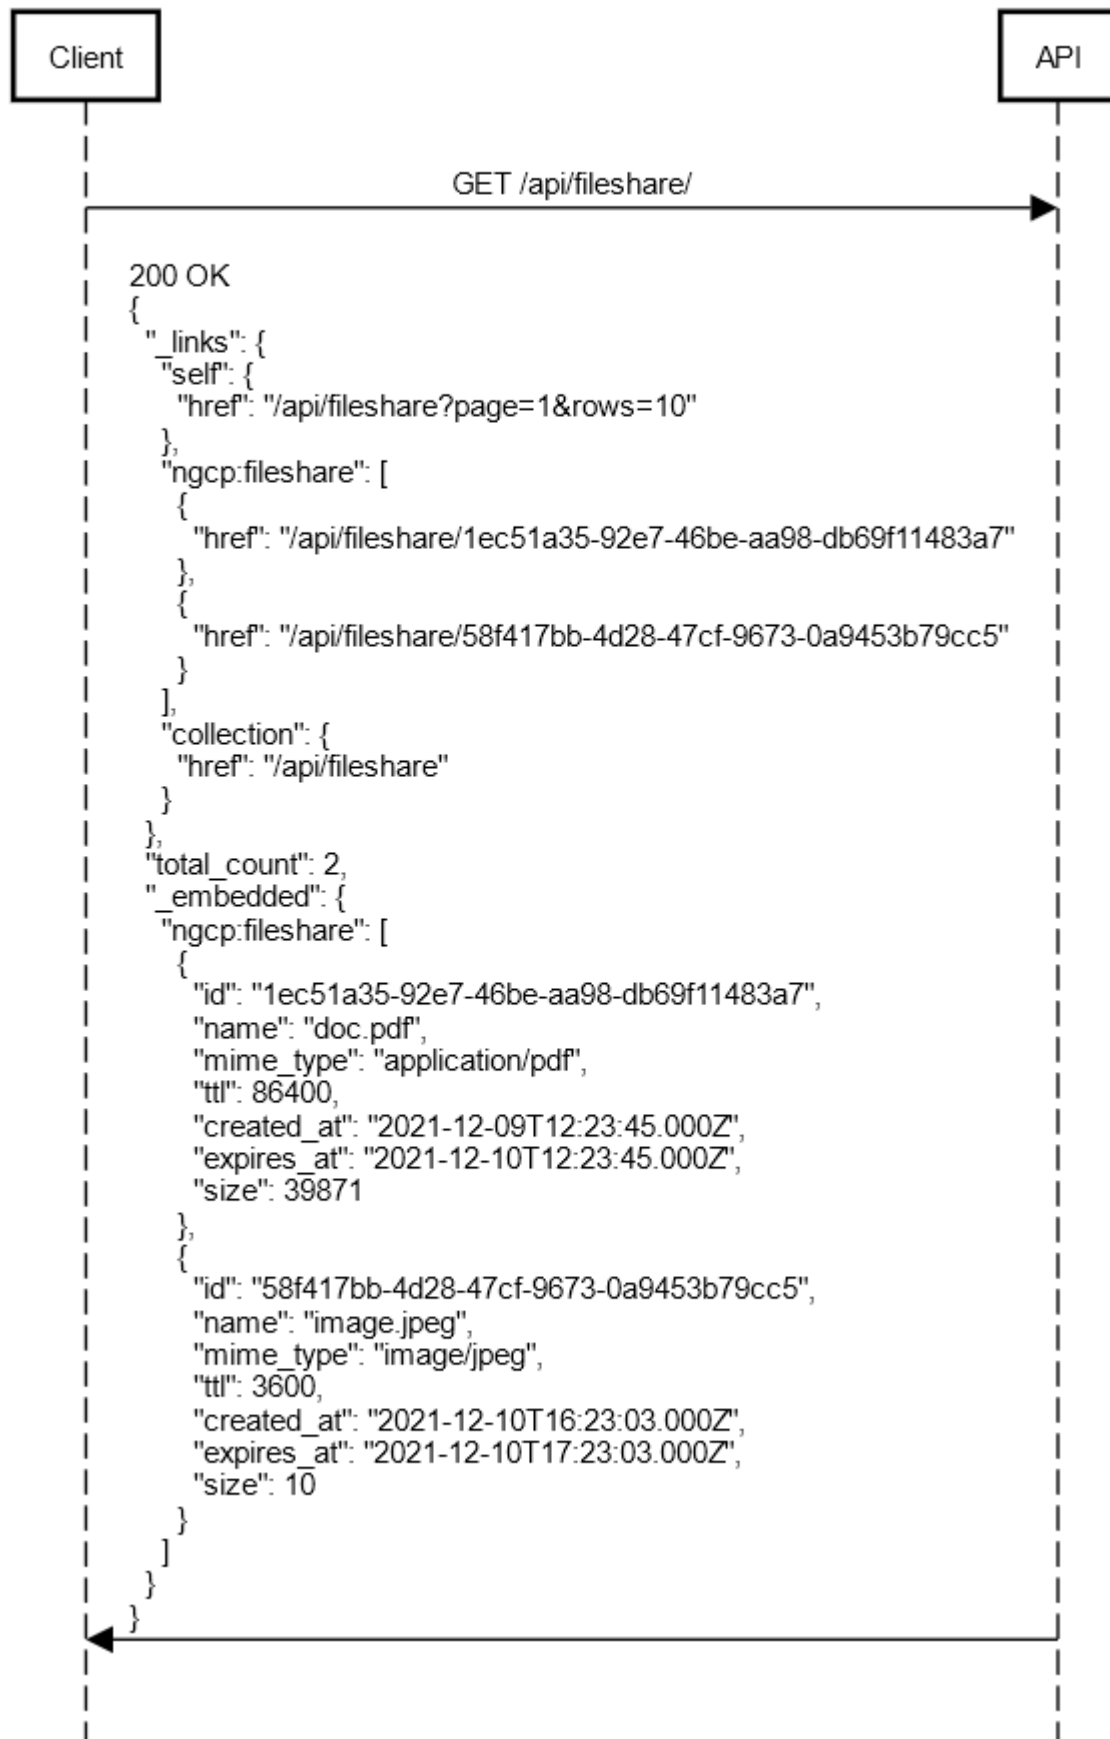 Client
API
GET /api/fileshare/
200 OK
{
"_links": {
"self": {
"href": "/api/fileshare?page=1&rows=10"
},
"ngcp:fileshare": [
{
"href": "/api/fileshare/1ec51a35-92e7-46be-aa98-db69f11483a7"
},
{
"href": "/api/fileshare/58f417bb-4d28-47cf-9673-0a9453b79cc5"
}
],
"collection": {
"href": "/api/fileshare"
}
},
"total_count": 2,
"_embedded": {
"ngcp:fileshare": [
{
"id": "1ec51a35-92e7-46be-aa98-db69f11483a7",
"name": "doc.pdf",
"mime_type": "application/pdf",
"ttl": 86400,
"created_at": "2021-12-09T12:23:45.000Z",
"expires_at": "2021-12-10T12:23:45.000Z",
"size": 39871
},
{
"id": "58f417bb-4d28-47cf-9673-0a9453b79cc5",
"name": "image.jpeg",
"mime_type": "image/jpeg",
"ttl": 3600,
"created_at": "2021-12-10T16:23:03.000Z",
"expires_at": "2021-12-10T17:23:03.000Z",
"size": 10
}
]
}
}